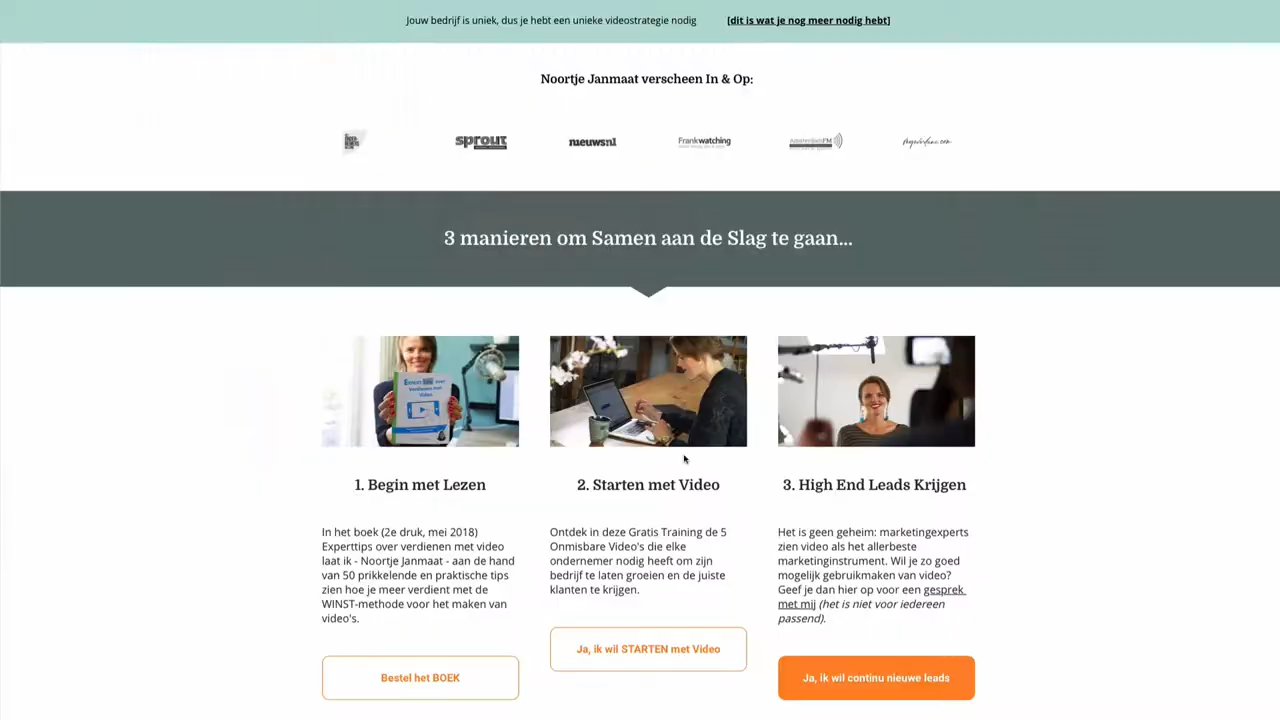 Jouw bedrijf is uniek, dus je hebt een unieke videostrategie nodig [dit is wat je nog meer nodig hebt]
Noortje Janmaat verscheen In & Op:
sprout
nieuwsnl
Frankwatching
AmsterdamFM
3 manieren om Samen aan de Slag te gaan...
Expert tips over
Verdienen met
Video
1. Begin met Lezen
In het boek (2e druk, mei 2018)
Experttips over verdienen met video
laat ik - Noortje Janmaat - aan de hand
van 50 prikkelende en praktische tips
zien hoe je meer verdient met de
WINST-methode voor het maken van
video's.
Bestel het BOEK
2. Starten met Video
Ontdek in deze Gratis Training de 5
Onmisbare Video's die elke
ondernemer nodig heeft om zijn
bedrijf te laten groeien en de juiste
klanten te krijgen.
Ja, ik wil STARTEN met Video
3. High End Leads Krijgen
Het is geen geheim: marketingexperts
zien video als het allerbeste
marketinginstrument. Wil je zo goed
mogelijk gebruikmaken van video?
Geef je dan hier op voor een gesprek
met mij (het is niet voor iedereen
passend).
Ja, ik wil continu nieuwe leads